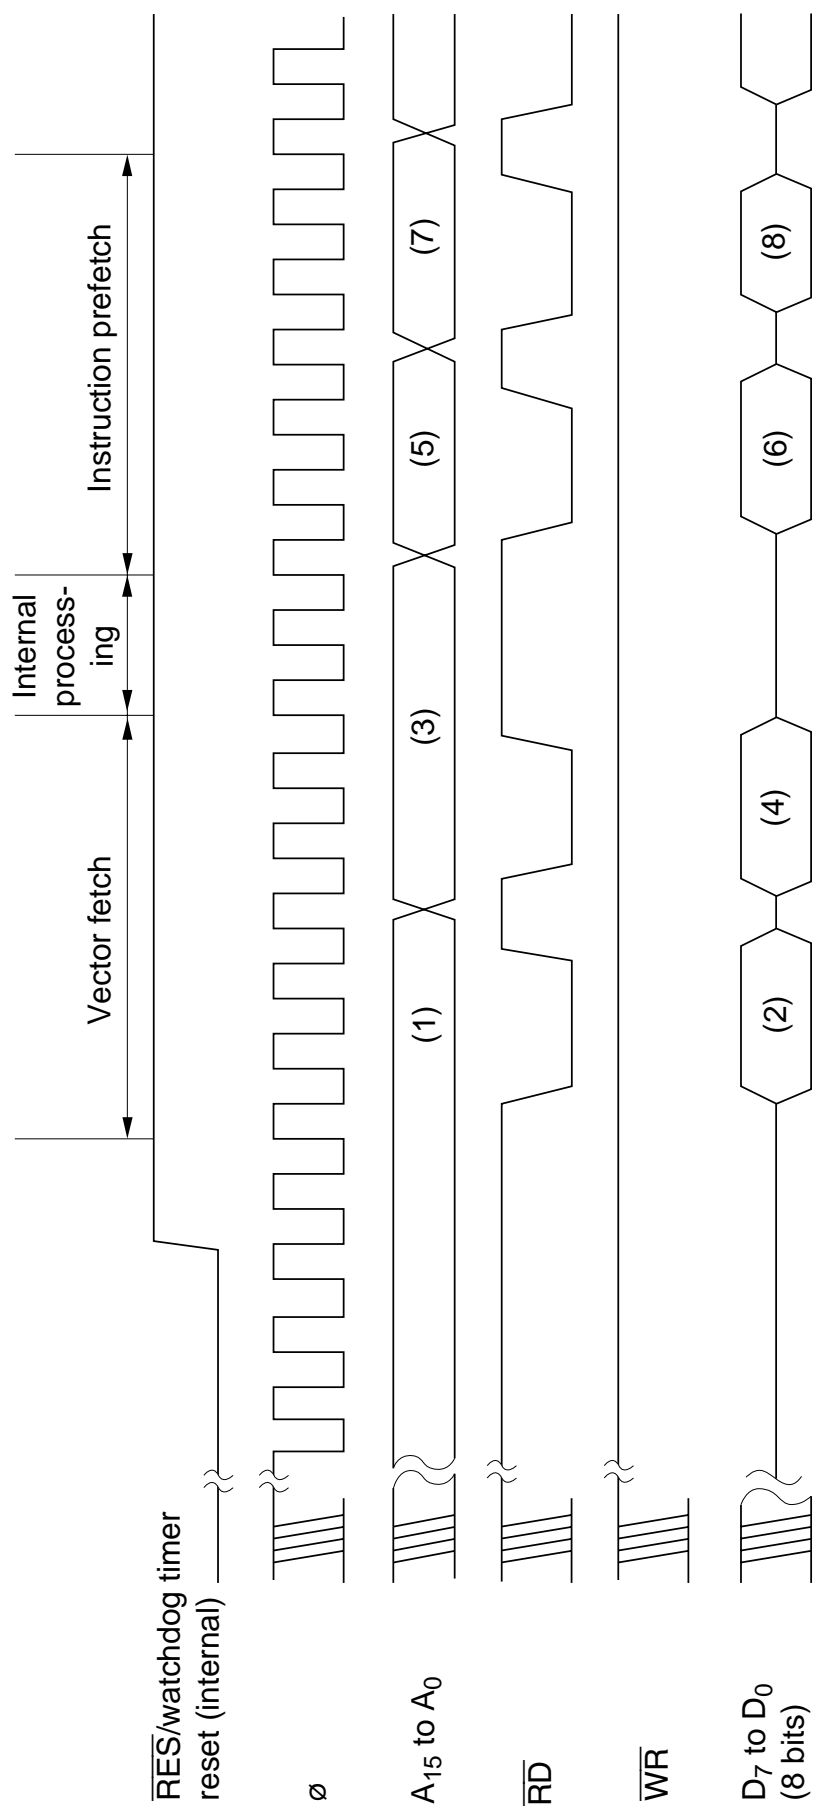 Vector fetch
Internal
process-
ing
Instruction prefetch
RES/watchdog timer
reset (internal)
ø
A15 to A0
(1)
(3)
(5)
(7)
RD
WR
D7 to D0
(8 bits)
(2)
(4)
(6)
(8)